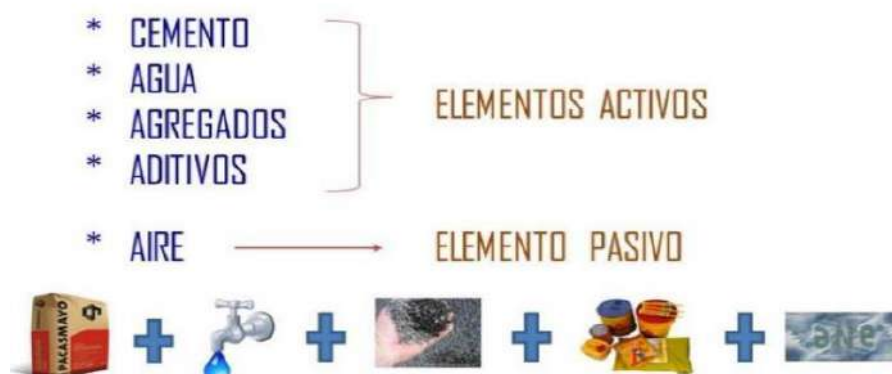 * CEMENTO
* AGUA
* AGREGADOS
* ADITIVOS
ELEMENTOS ACTIVOS
* AIRE
ELEMENTO PASIVO
PACASMAYO